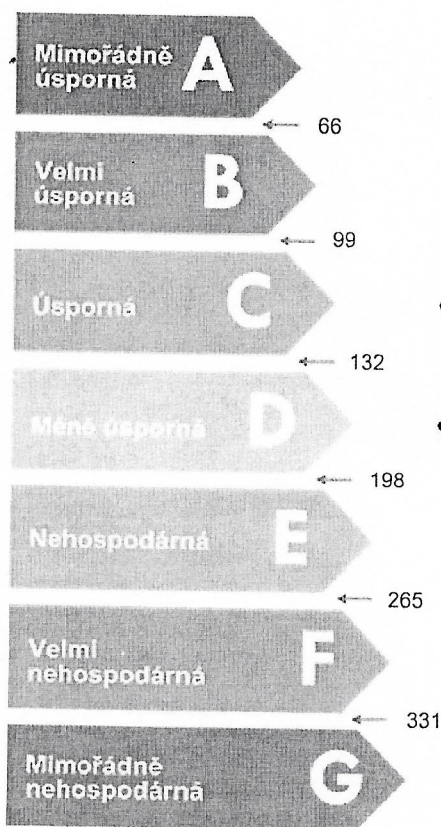 Mimořádně
úsporná A
66
Velmi
úsporná B
99
Úsporná C
132
Méně úsporná D
198
Nehospodárná E
265
Velmi
nehospodárná F
331
Mimořádně
nehospodárná G